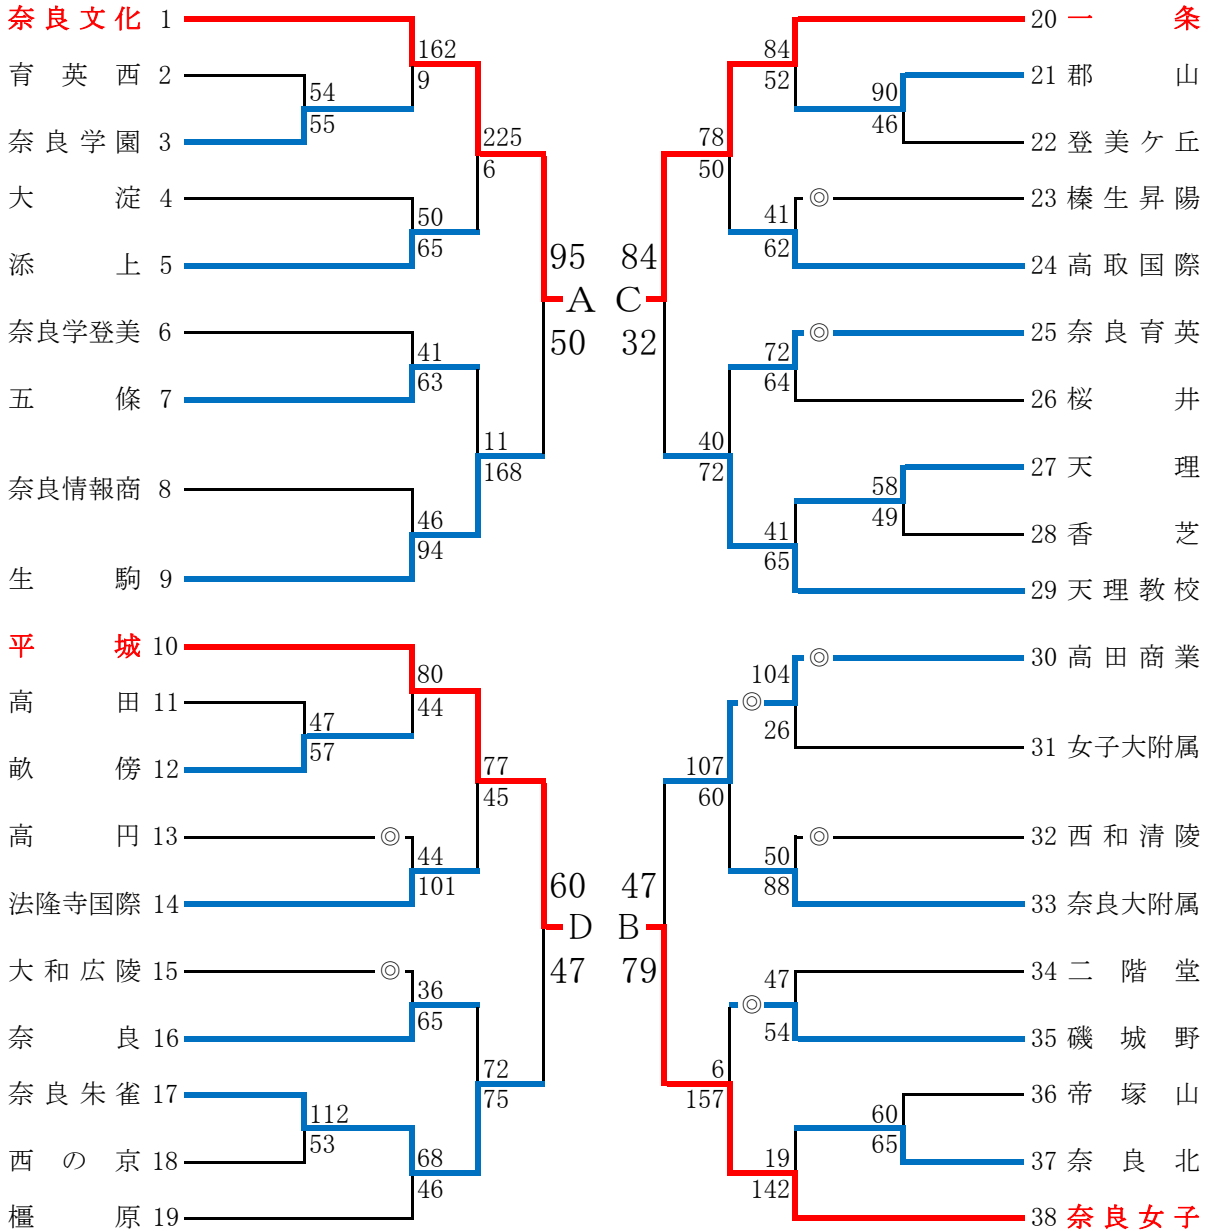 奈良文化 1
162
9
育英西 2
54
55
奈良学園 3
225
6
大淀 4
50
65
添上 5
95
A
50
奈良学登美 6
41
63
五條 7
11
168
奈良情報商 8
46
94
生駒 9
平城 10
80
44
高田 11
47
57
畝傍 12
77
45
高円 13 ◎
44
101
法隆寺国際 14
60
D
47
大和広陵 15 ◎
36
65
奈良 16
72
75
奈良朱雀 17
112
53
西の京 18
68
46
橿原 19
20 一条
84
52
21 郡山
90
46
22 登美ケ丘
78
50
◎ 23 榛生昇陽
41
62
24 高取国際
84
C
32
◎ 25 奈良育英
72
64
26 桜井
40
72
27 天理
58
49
28 香芝
41
65
29 天理教校
◎ 30 高田商業
104
◎
26
31 女子大附属
107
60
◎ 32 西和清陵
50
88
33 奈良大附属
47
B
79
34 二階堂
47
◎
54
35 磯城野
6
157
36 帝塚山
60
65
37 奈良北
19
142
38 奈良女子